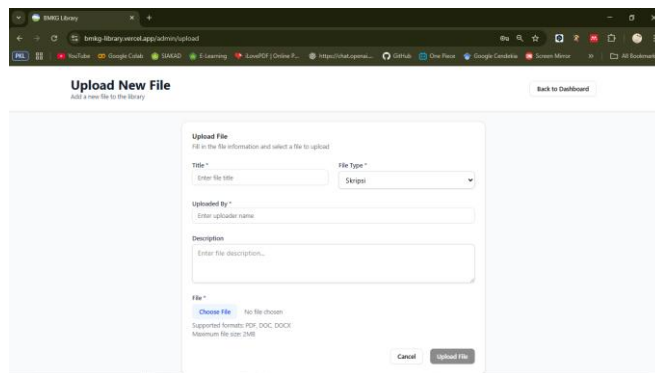 BMKG Library
bmkg-library.vercel.app/admin/upload
PKL YouTube Google Colab SIAKAD E-Learning iLovePDF | Online P... https://chat.openai... GitHub One Piece Google Cendekia Screen Mirror All Bookmarks
Upload New File
Back to Dashboard
Add a new file to the library
Upload File
Fill in the file information and select a file to upload
Title * File Type *
Enter file title Skripsi
Uploaded By *
Enter uploader name
Description
Enter file description...
File *
Choose File No file chosen
Supported formats: PDF, DOC, DOCX
Maximum file size: 2MB
Cancel Upload File